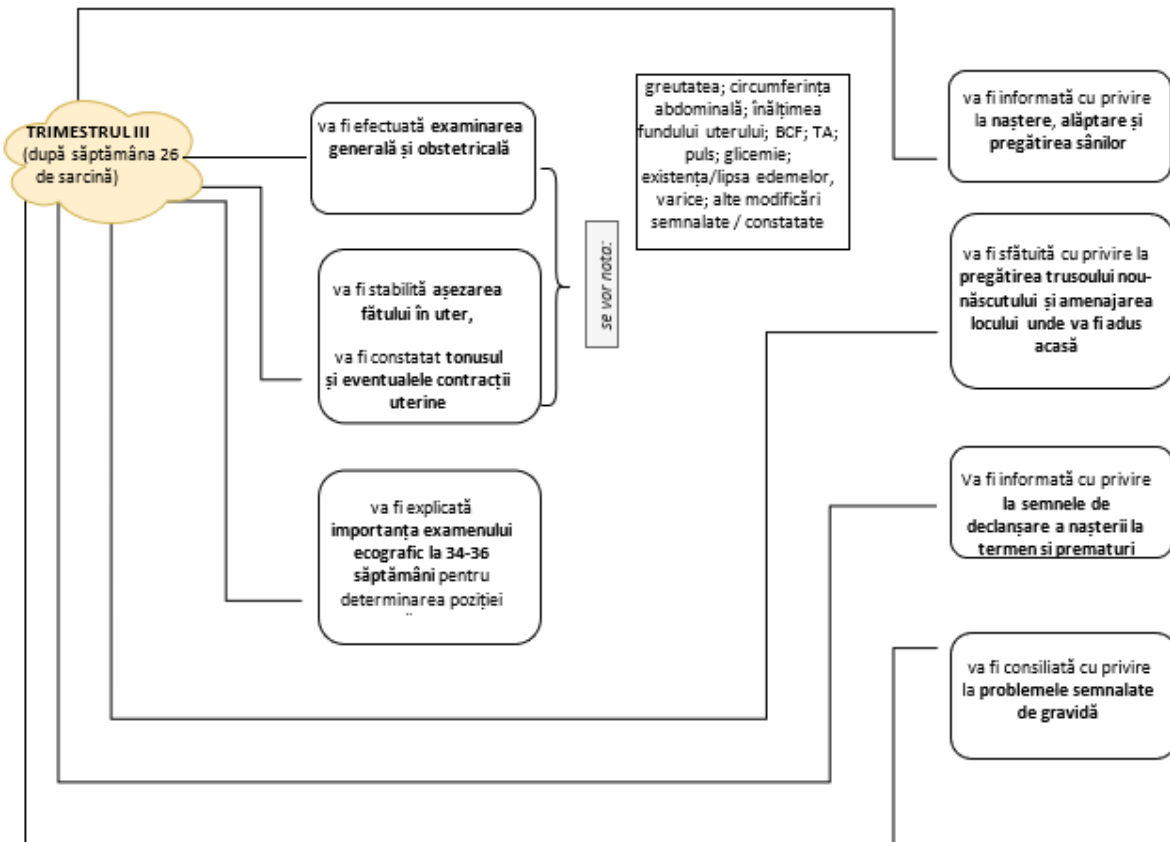 TRIMESTRUL III
(după săptămâna 26
de sarcină)
va fi efectuată examinarea
generală și obstetricală
va fi stabilită așezarea
fătului în uter,
va fi constatat tonusul
și eventualele contracții
uterine
va fi explicată
importanța examenului
ecografic la 34-36
săptămâni pentru
determinarea poziției
se vor nota:
greutatea; circumferința
abdominală; înălțimea
fundului uterului; BCF; TA;
puls; glicemie;
existența/lipsa edemelor,
varice; alte modificări
semnalate / constatate
va fi informată cu privire
la naștere, alăptare și
pregătirea sânilor
va fi sfătuită cu privire la
pregătirea trusoului nou-
născutului și amenajarea
locului unde va fi adus
acasă
Va fi informată cu privire
la semnele de
declanșare a nașterii la
termen si prematuri
va fi consiliată cu privire
la problemele semnalate
de gravidă